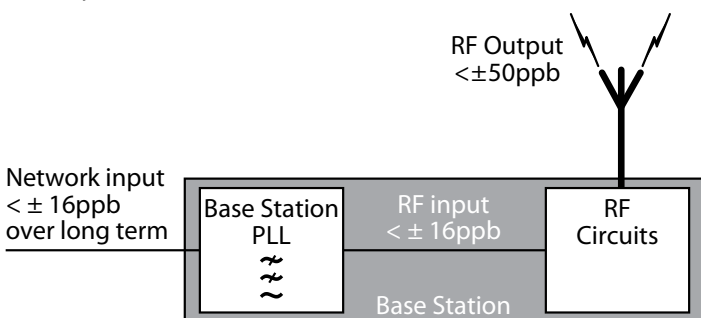 RF Output
<±50ppb
Network input
< ± 16ppb
over long term
Base Station
PLL
RF input
< ± 16ppb
RF
Circuits
Base Station